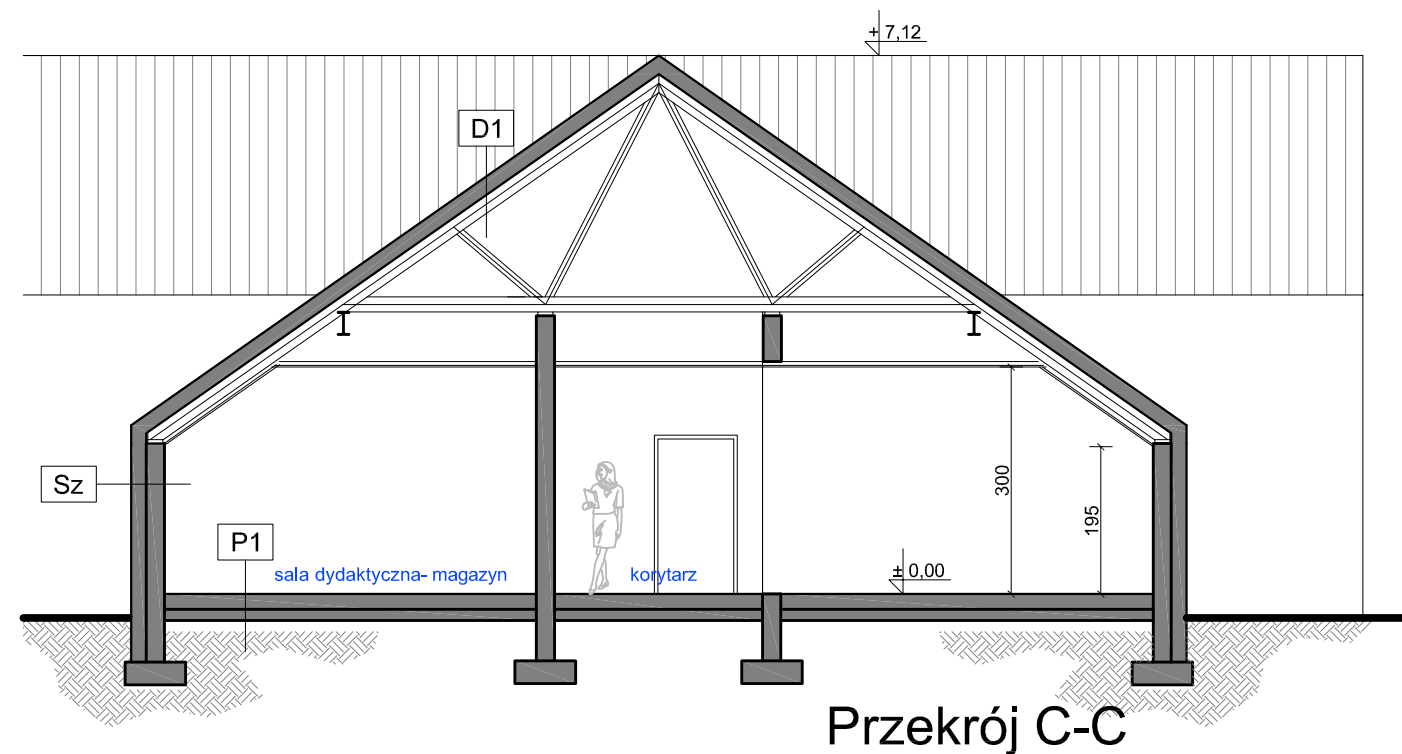 + 7,12
D1
Sz
300
195
P1
sala dydaktyczna- magazyn
korytarz
± 0,00
Przekrój C-C